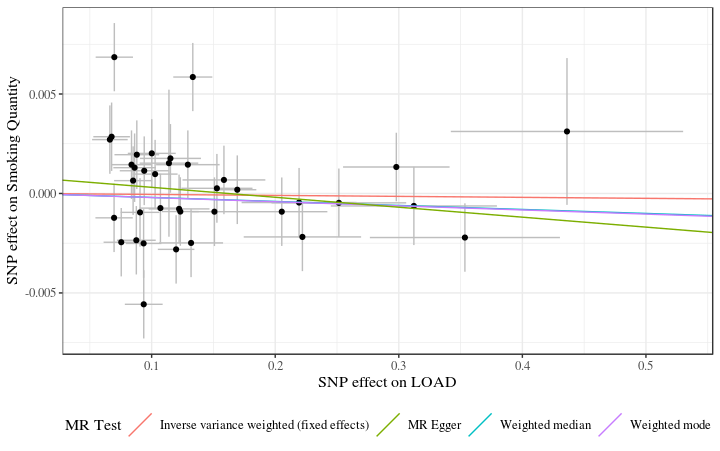 SNP effect on Smoking Quantity
0.005
0.000
-0.005
0.1 0.2 0.3 0.4 0.5
SNP effect on LOAD
MR Test Inverse variance weighted (fixed effects) MR Egger Weighted median Weighted mode